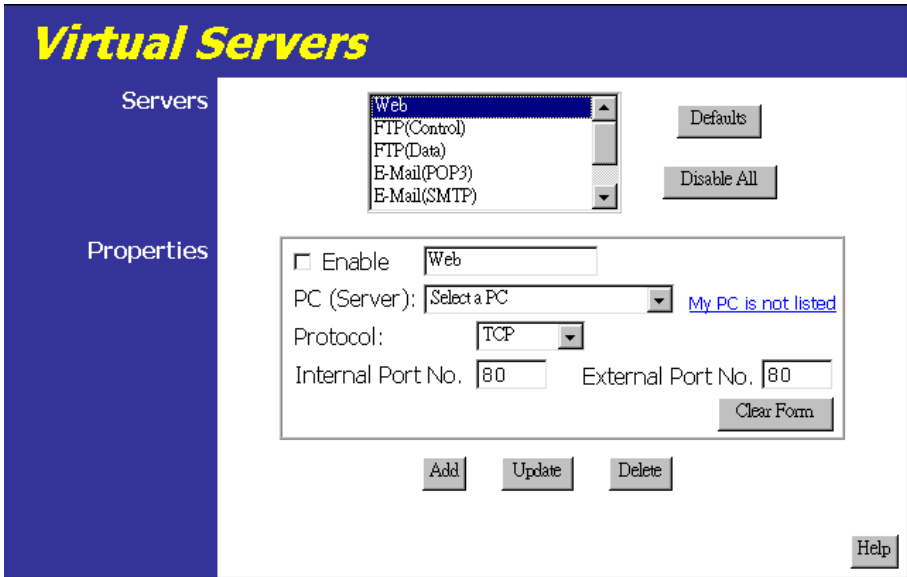 Virtual Servers
Servers
Web
FTP(Control)
FTP(Data)
E-Mail(POP3)
E-Mail(SMTP)
Defaults
Disable All
Properties
Enable Web
PC (Server): Select a PC My PC is not listed
Protocol: TCP
Internal Port No. 80 External Port No. 80
Clear Form
Add Update Delete
Help